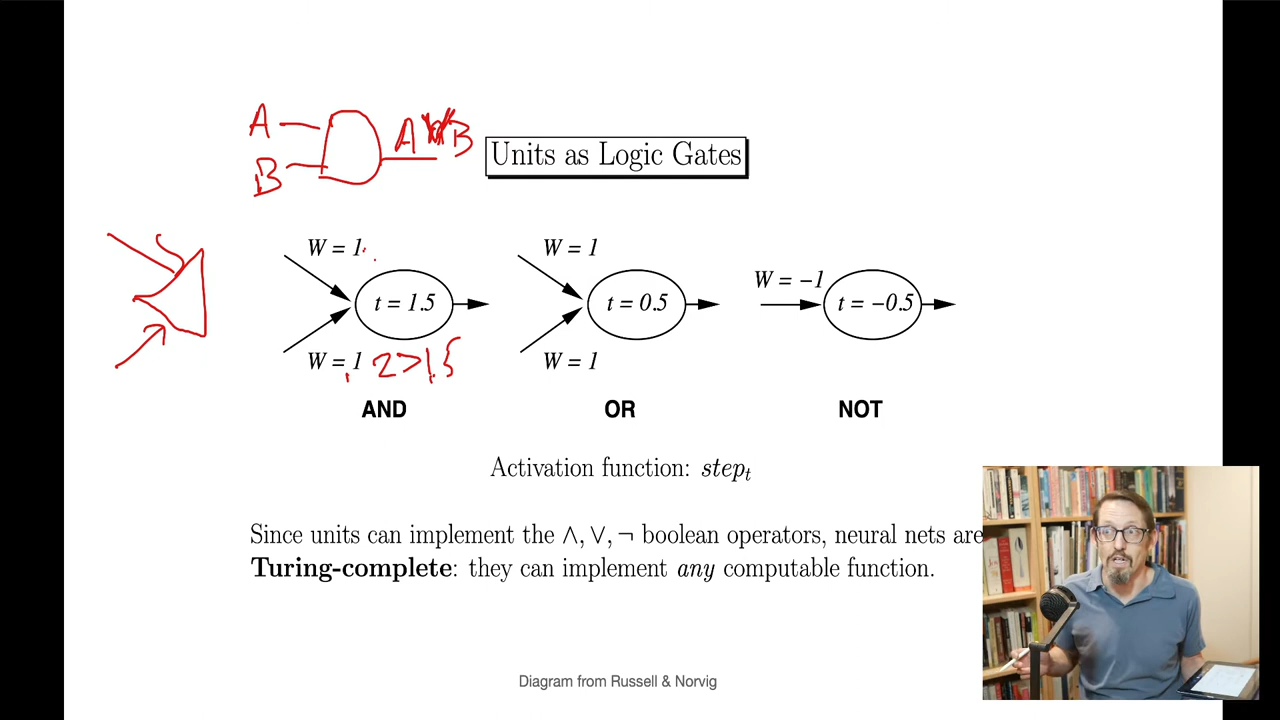 A
B
A B
Units as Logic Gates
W = 1
W = 1
W = −1
t = 1.5
t = 0.5
t = −0.5
W = 1
2>1.5
W = 1
AND
OR
NOT
Activation function: stepₜ
Since units can implement the ∧, ∨, ¬ boolean operators, neural nets are
Turing-complete: they can implement any computable function.
Diagram from Russell & Norvig